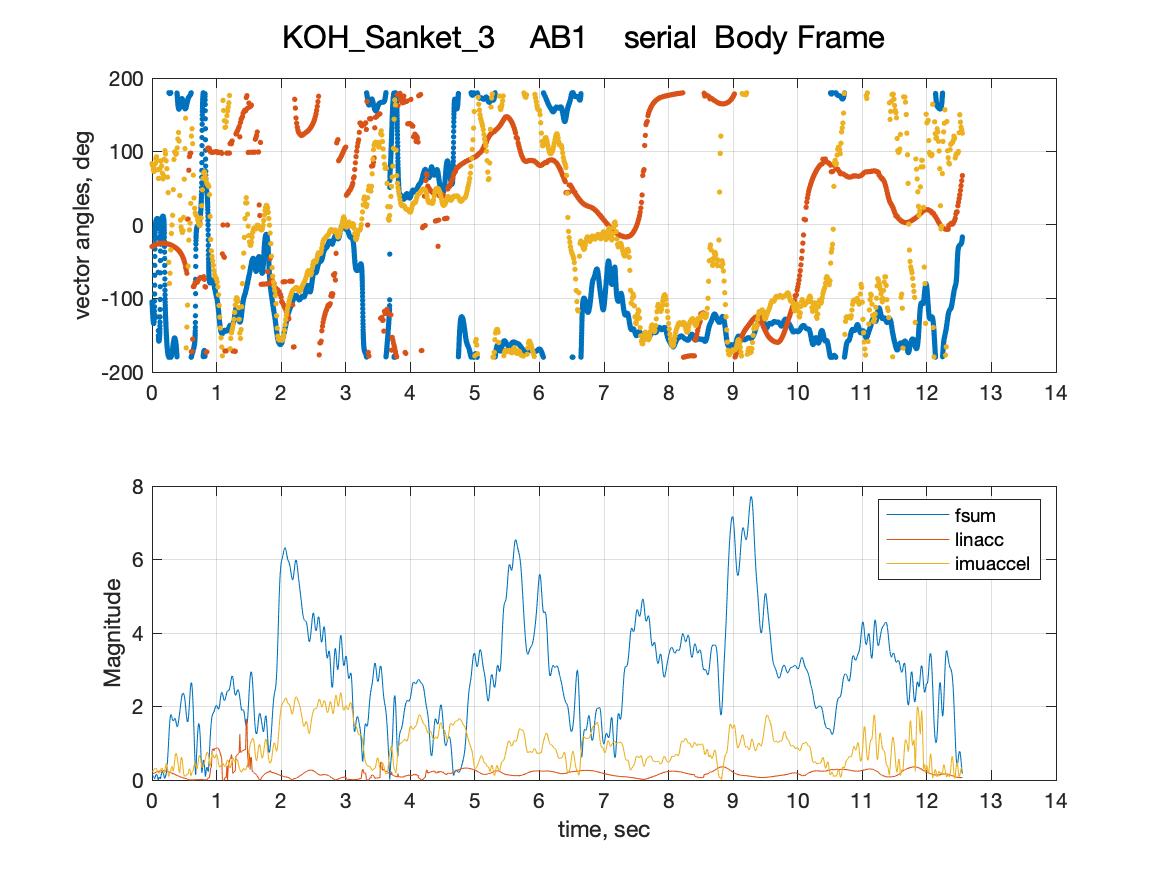 KOH_Sanket_3 AB1 serial Body Frame
200
100
0
-100
-200
vector angles, deg
0 1 2 3 4 5 6 7 8 9 10 11 12 13 14
8
6
4
2
0
Magnitude
fsum
linacc
imuaccel
0 1 2 3 4 5 6 7 8 9 10 11 12 13 14
time, sec